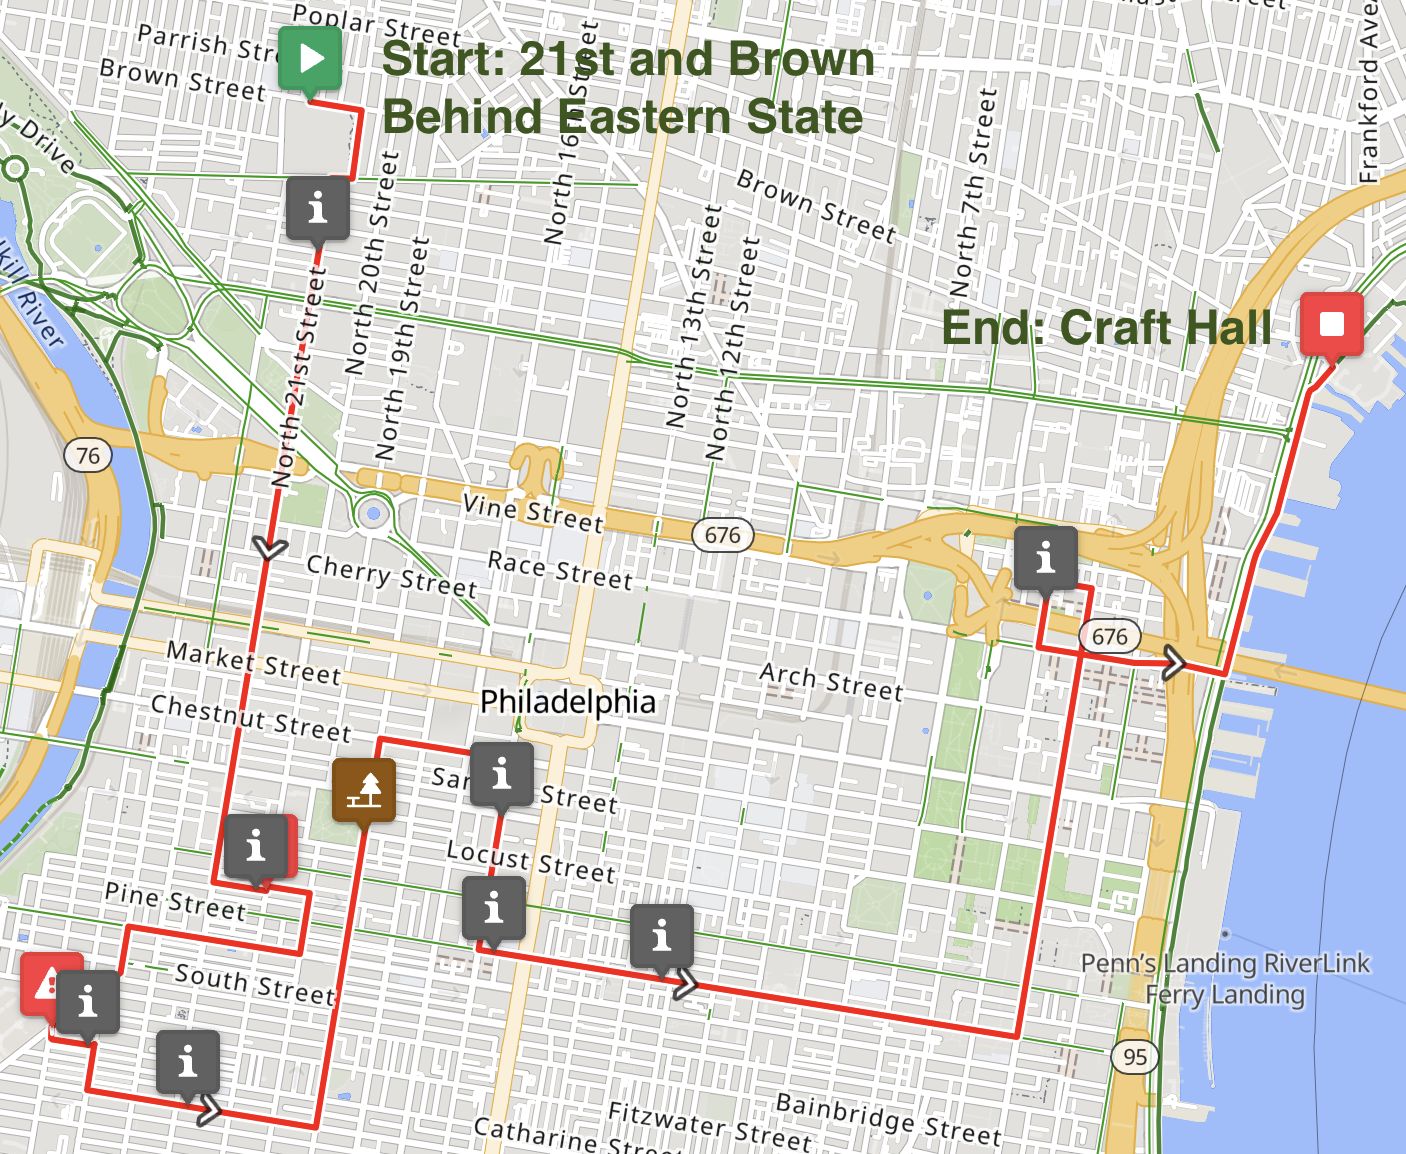 Poplar Street
Parrish Stre
Brown Street
Start: 21st and Brown
Behind Eastern State
y Drive
North 16th Street
Frankford Ave
North 7th Street
Brown Street
North 20th Street
North 19th Street
North 13th Street
North 12th Street
North 21st Street
kill River
End: Craft Hall
76
Vine Street
676
Race Street
Cherry Street
676
Market Street
Arch Street
Philadelphia
Chestnut Street
San
Street
Locust Street
Pine Street
South Street
Penn's Landing RiverLink
Ferry Landing
95
Bainbridge Street
Fitzwater Street
Catharine Street